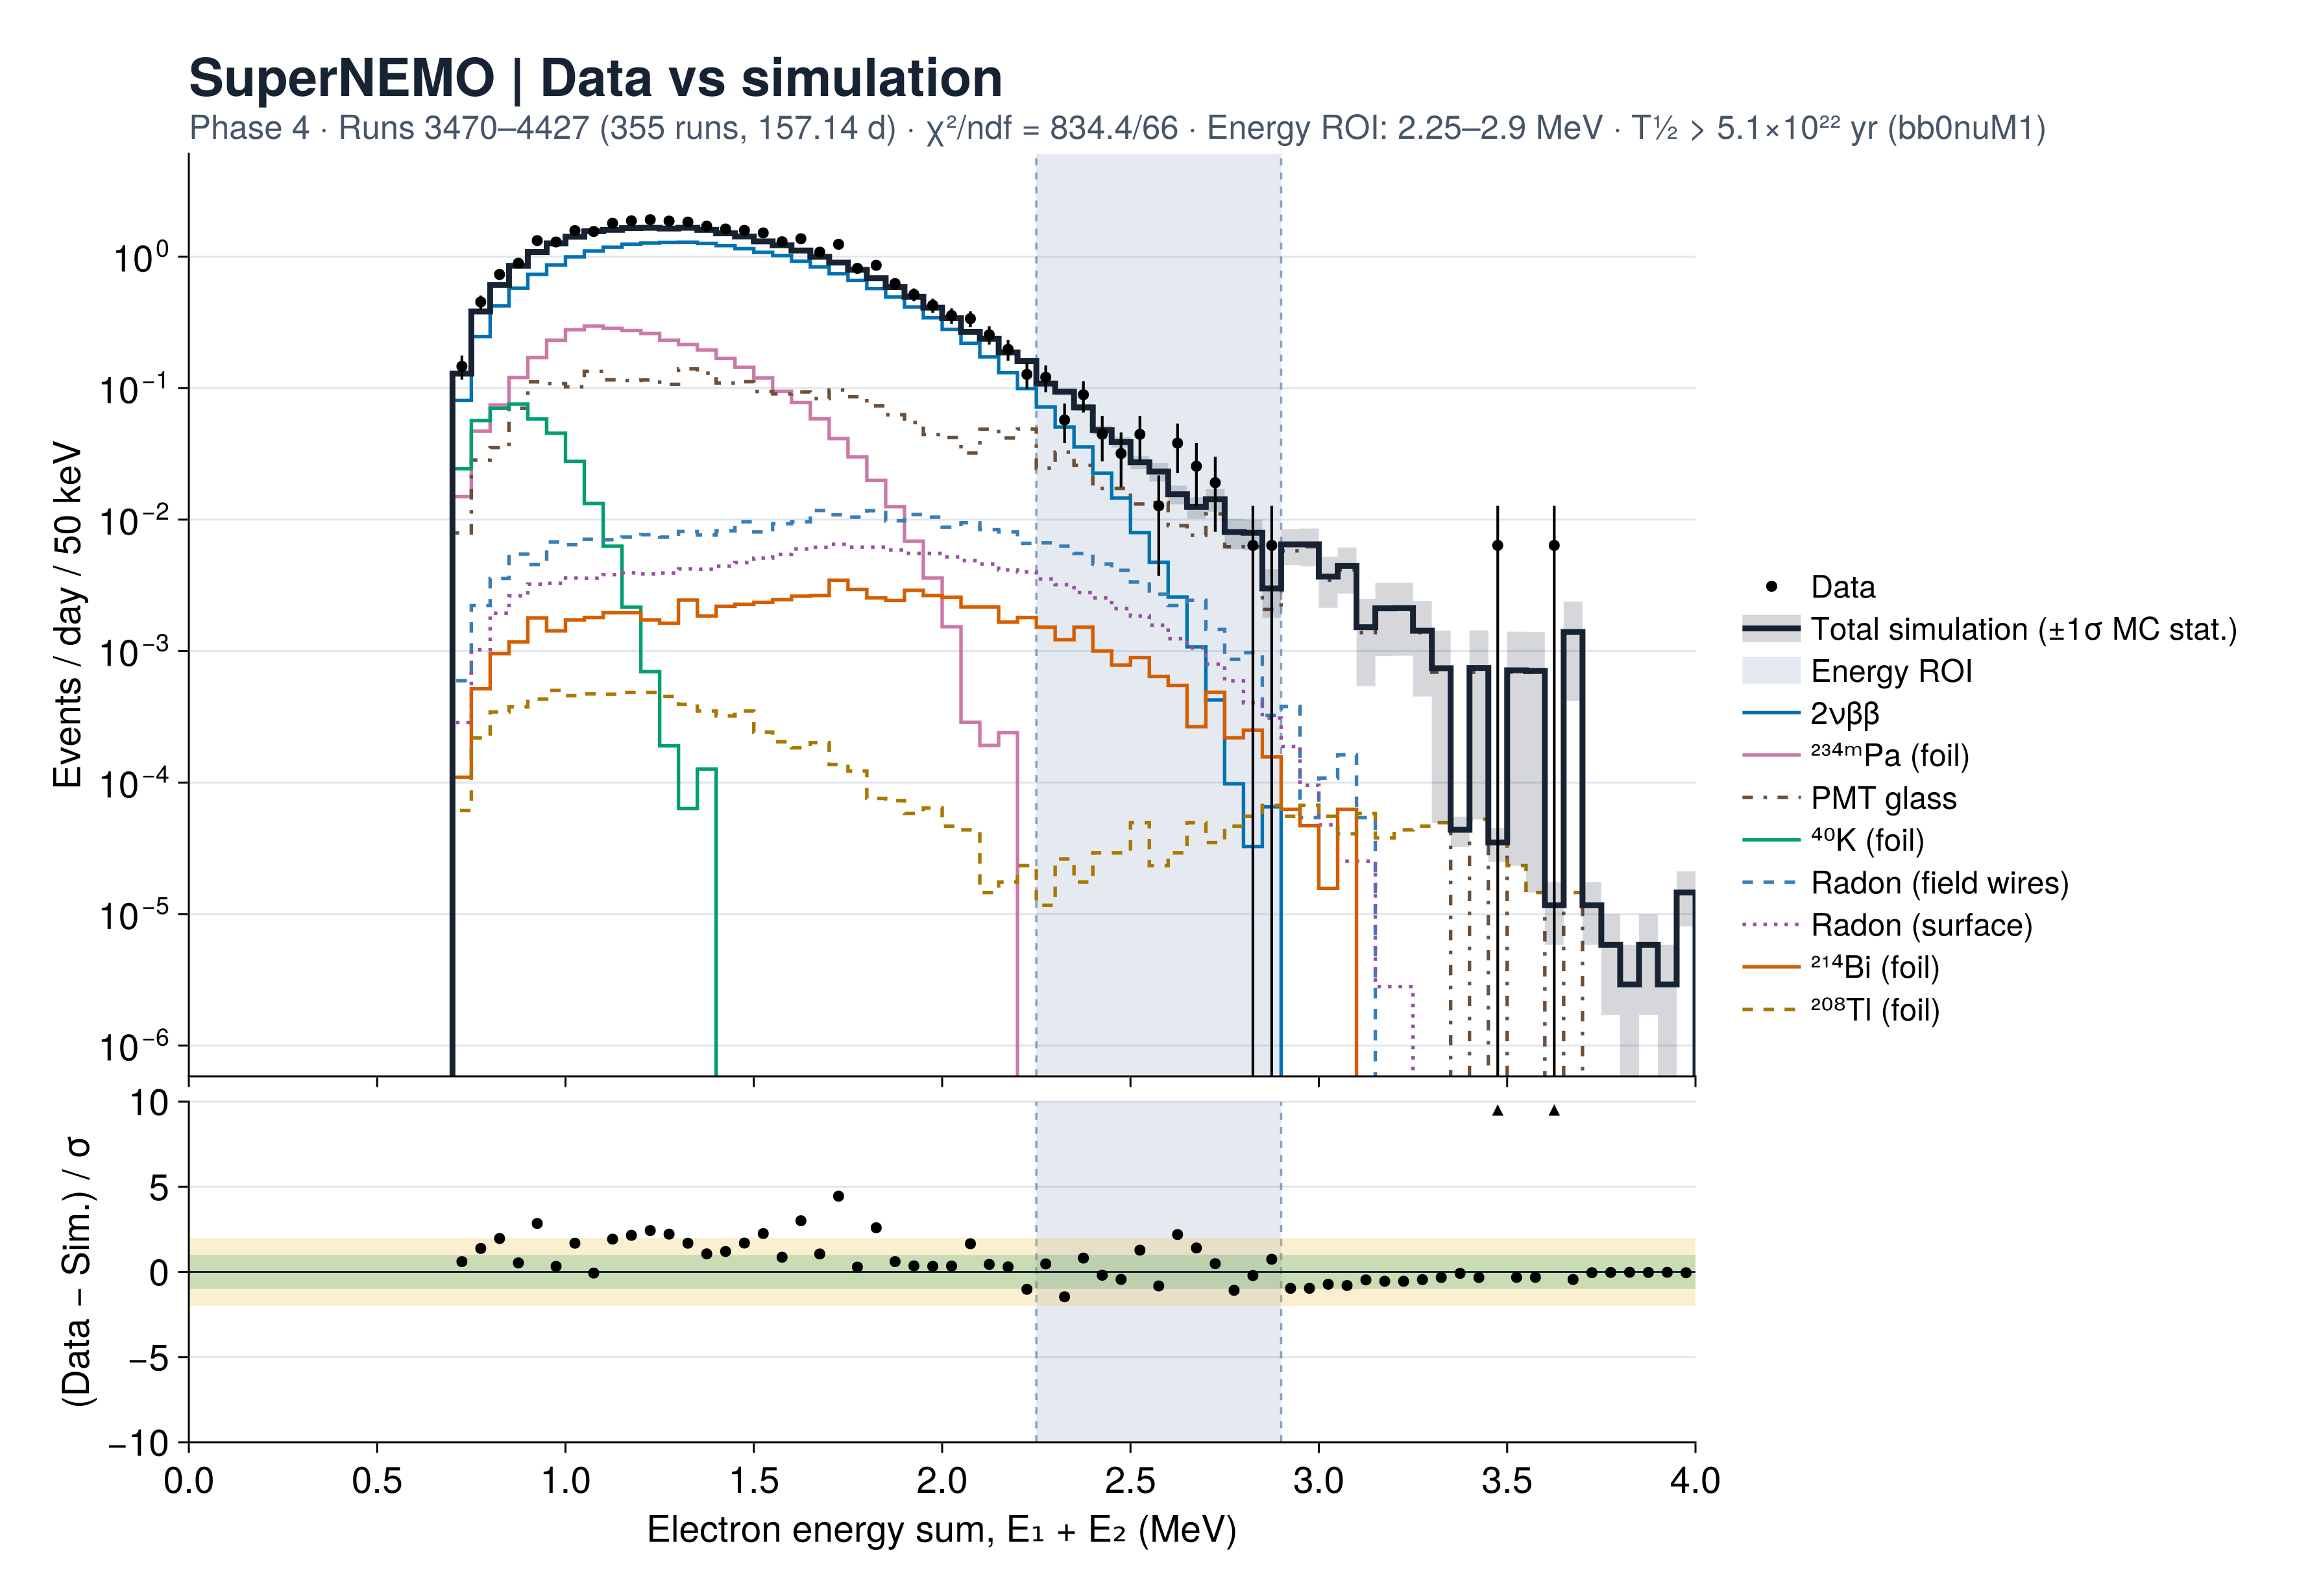 SuperNEMO | Data vs simulation
Phase 4 · Runs 3470–4427 (355 runs, 157.14 d) · χ²/ndf = 834.4/66 · Energy ROI: 2.25–2.9 MeV · T½ > 5.1×10²² yr (bb0nuM1)
Events / day / 50 keV
10⁰
10⁻¹
10⁻²
10⁻³
10⁻⁴
10⁻⁵
10⁻⁶
Data
Total simulation (±1σ MC stat.)
Energy ROI
2νββ
²³⁴ᵐPa (foil)
PMT glass
⁴⁰K (foil)
Radon (field wires)
Radon (surface)
²¹⁴Bi (foil)
²⁰⁸Tl (foil)
(Data − Sim.) / σ
10
5
0
−5
−10
0.0 0.5 1.0 1.5 2.0 2.5 3.0 3.5 4.0
Electron energy sum, E₁ + E₂ (MeV)